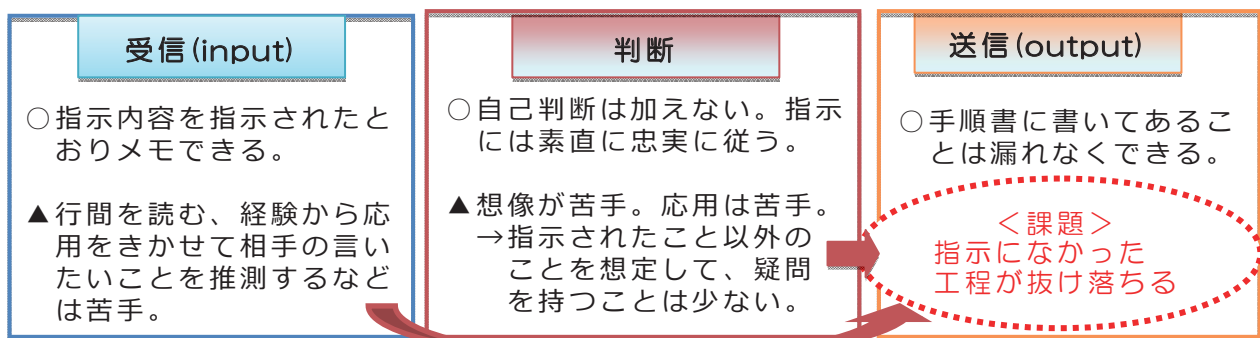 受信(input)
○指示内容を指示されたと
おりメモできる。
▲行間を読む、経験から応
用をきかせて相手の言い
たいことを推測するなど
は苦手。
判断
○自己判断は加えない。指示
には素直に忠実に従う。
▲想像が苦手。応用は苦手。
→指示されたこと以外の
ことを想定して、疑問
を持つことは少ない。
送信(output)
○手順書に書いてあるこ
とは漏れなくできる。
＜課題＞
指示になかった
工程が抜け落ちる